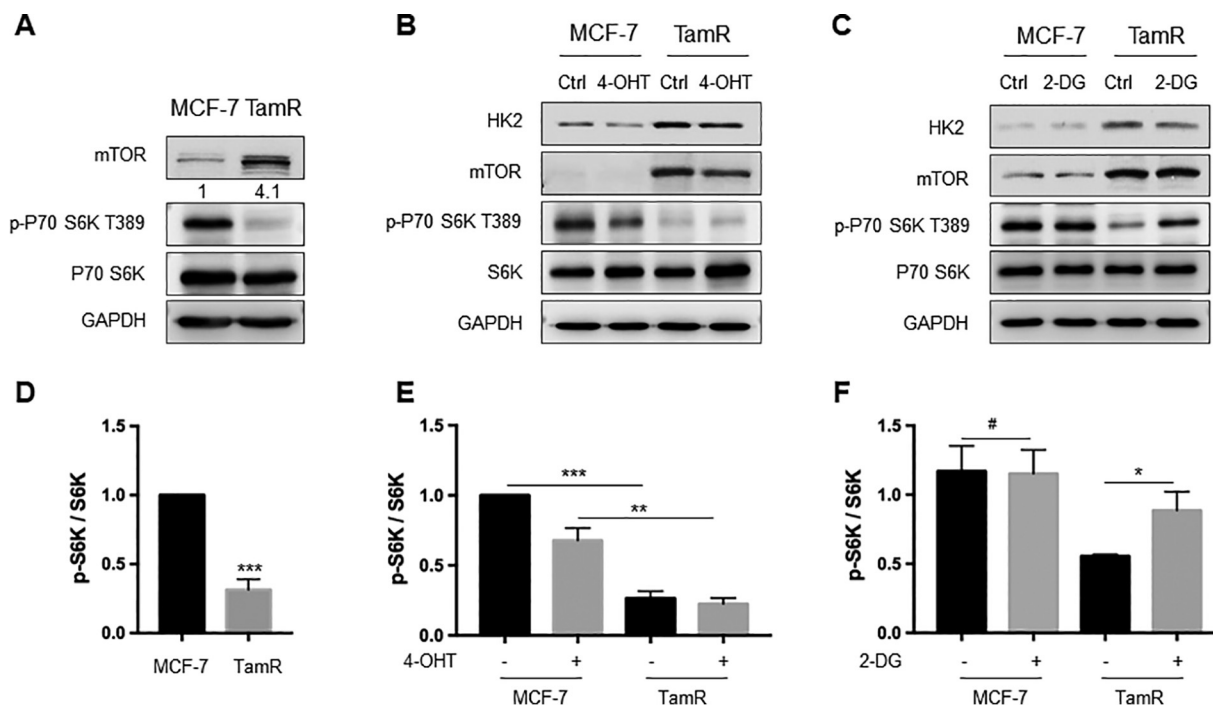 A
MCF-7 TamR
mTOR
1 4.1
p-P70 S6K T389
P70 S6K
GAPDH
B
MCF-7 TamR
Ctrl 4-OHT Ctrl 4-OHT
HK2
mTOR
p-P70 S6K T389
S6K
GAPDH
C
MCF-7 TamR
Ctrl 2-DG Ctrl 2-DG
HK2
mTOR
p-P70 S6K T389
P70 S6K
GAPDH
D
p-S6K / S6K
1.5
1.0
0.5
0.0
***
MCF-7 TamR
E
p-S6K / S6K
1.5
1.0
0.5
0.0
***
**
4-OHT - + - +
MCF-7 TamR
F
p-S6K / S6K
1.5
1.0
0.5
0.0
#
*
2-DG - + - +
MCF-7 TamR